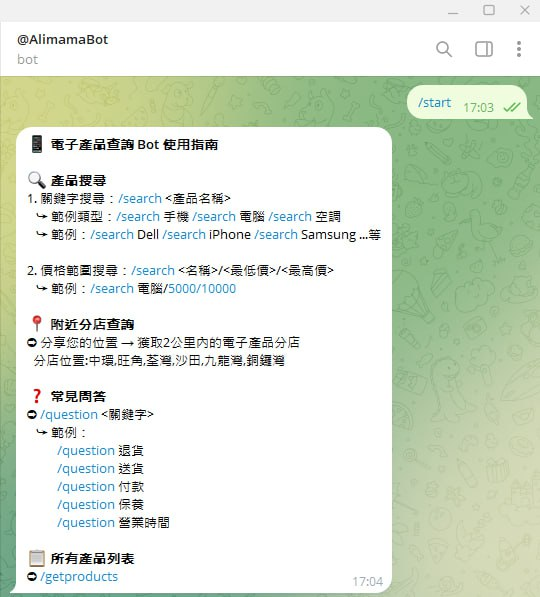 @AlimamaBot
bot
/start
17:03
📱 電子產品查詢 Bot 使用指南
🔍 產品搜尋
1. 關鍵字搜尋：/search <產品名稱>
↪ 範例類型：/search 手機 /search 電腦 /search 空調
↪ 範例：/search Dell /search iPhone /search Samsung ...等
2. 價格範圍搜尋：/search <名稱>/<最低價>/<最高價>
↪ 範例：/search 電腦/5000/10000
📍 附近分店查詢
➲ 分享您的位置 → 獲取2公里內的電子產品分店
分店位置:中環,旺角,荃灣,沙田,九龍灣,銅鑼灣
❓ 常見問答
➲ /question <關鍵字>
↪ 範例：
/question 退貨
/question 送貨
/question 付款
/question 保養
/question 營業時間
📋 所有產品列表
➲ /getproducts
17:04